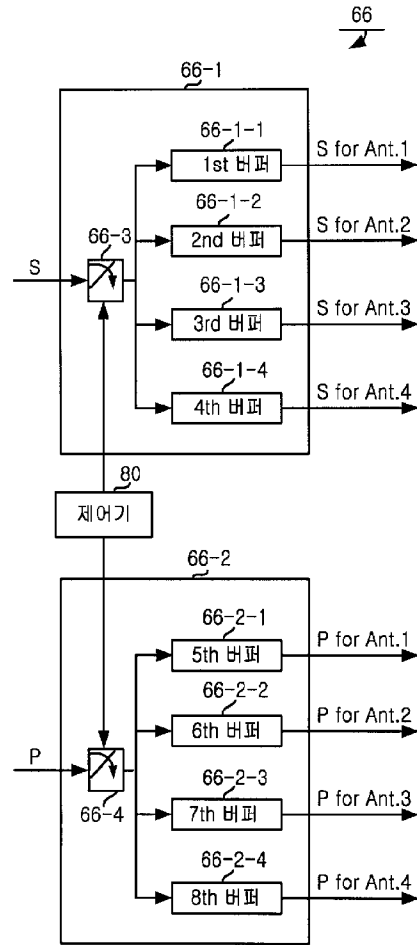 66
66-1
66-1-1
1st 버퍼
S for Ant.1
66-1-2
66-3
2nd 버퍼
S for Ant.2
S
66-1-3
3rd 버퍼
S for Ant.3
66-1-4
4th 버퍼
S for Ant.4
80
제어기
66-2
66-2-1
5th 버퍼
P for Ant.1
66-2-2
6th 버퍼
P for Ant.2
P
66-4
66-2-3
7th 버퍼
P for Ant.3
66-2-4
8th 버퍼
P for Ant.4